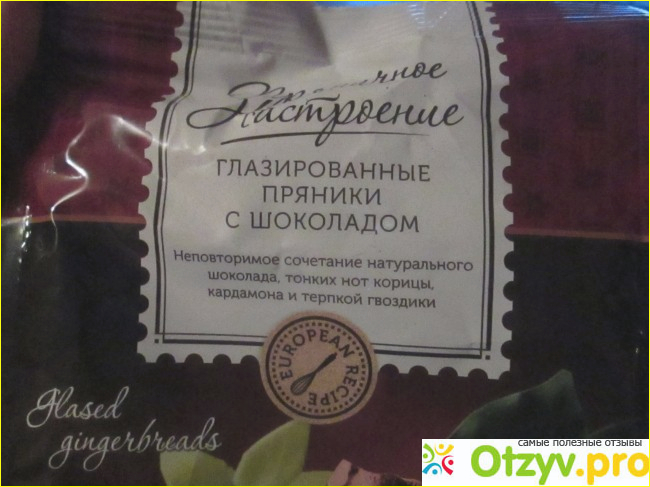 Настроение
ГЛАЗИРОВАННЫЕ
ПРЯНИКИ
С ШОКОЛАДОМ
Неповторимое сочетание натурального
шоколада, тонких нот корицы,
кардамона и терпкой гвоздики
EUROPEAN RECIPE
Glased
gingerbreads
самые полезные отзывы
Otzyv.pro